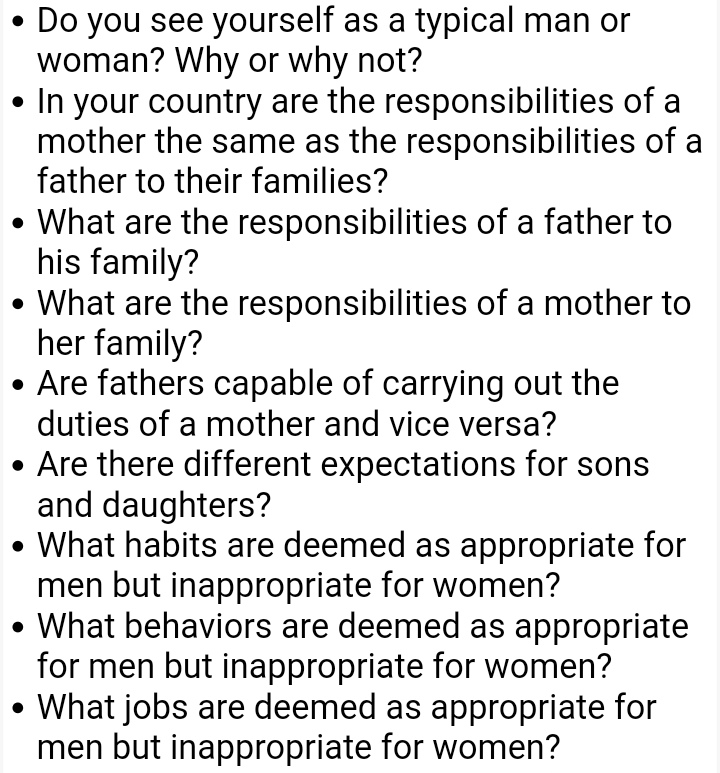 • Do you see yourself as a typical man or
woman? Why or why not?
• In your country are the responsibilities of a
mother the same as the responsibilities of a
father to their families?
• What are the responsibilities of a father to
his family?
• What are the responsibilities of a mother to
her family?
• Are fathers capable of carrying out the
duties of a mother and vice versa?
• Are there different expectations for sons
and daughters?
• What habits are deemed as appropriate for
men but inappropriate for women?
• What behaviors are deemed as appropriate
for men but inappropriate for women?
• What jobs are deemed as appropriate for
men but inappropriate for women?